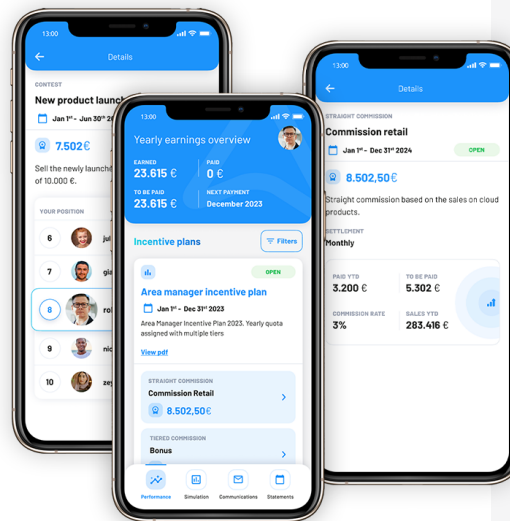 13:00
Details
CONTEST
New product
Jan 1st - Jun 30th
7.502€
Sell the newly
of 10.000 €.
YOUR POSITION
6
7
8
9
10
13:00
Yearly earnings overview
EARNED
23.615 €
PAID
0 €
TO BE PAID
23.615 €
NEXT PAYMENT
December 2023
Incentive plans
Filters
OPEN
Area manager incentive plan
Jan 1st - Dec 31st 2023
Area Manager Incentive Plan 2023. Yearly quota
assigned with multiple tiers
View pdf
STRAIGHT COMMISSION
Commission Retail
8.502,50€
TIERED COMMISSION
Bonus
Performance
Simulation
Communications
Statements
13:00
Details
STRAIGHT COMMISSION
Commission retail
Jan 1st - Dec 31st 2024
OPEN
8.502,50€
Straight commission based on the sales on cloud
products.
SETTLEMENT
Monthly
PAID YTD
3.200 €
TO BE PAID
5.302 €
COMMISSION RATE
3%
SALES YTD
283.416 €